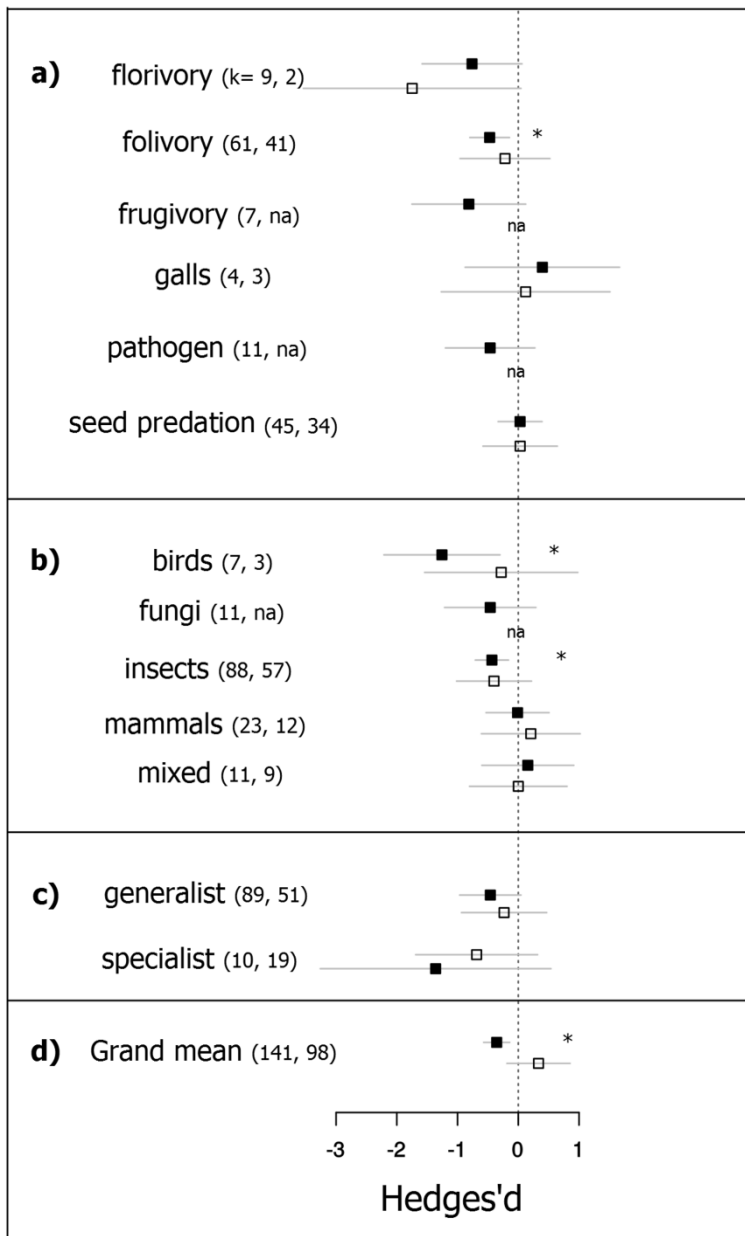 a) florivory (k= 9, 2)
folivory (61, 41) *
frugivory (7, na)
na
galls (4, 3)
pathogen (11, na)
na
seed predation (45, 34)
b) birds (7, 3) *
fungi (11, na)
na
insects (88, 57) *
mammals (23, 12)
mixed (11, 9)
c) generalist (89, 51)
specialist (10, 19)
d) Grand mean (141, 98) *
-3 -2 -1 0 1
Hedges'd